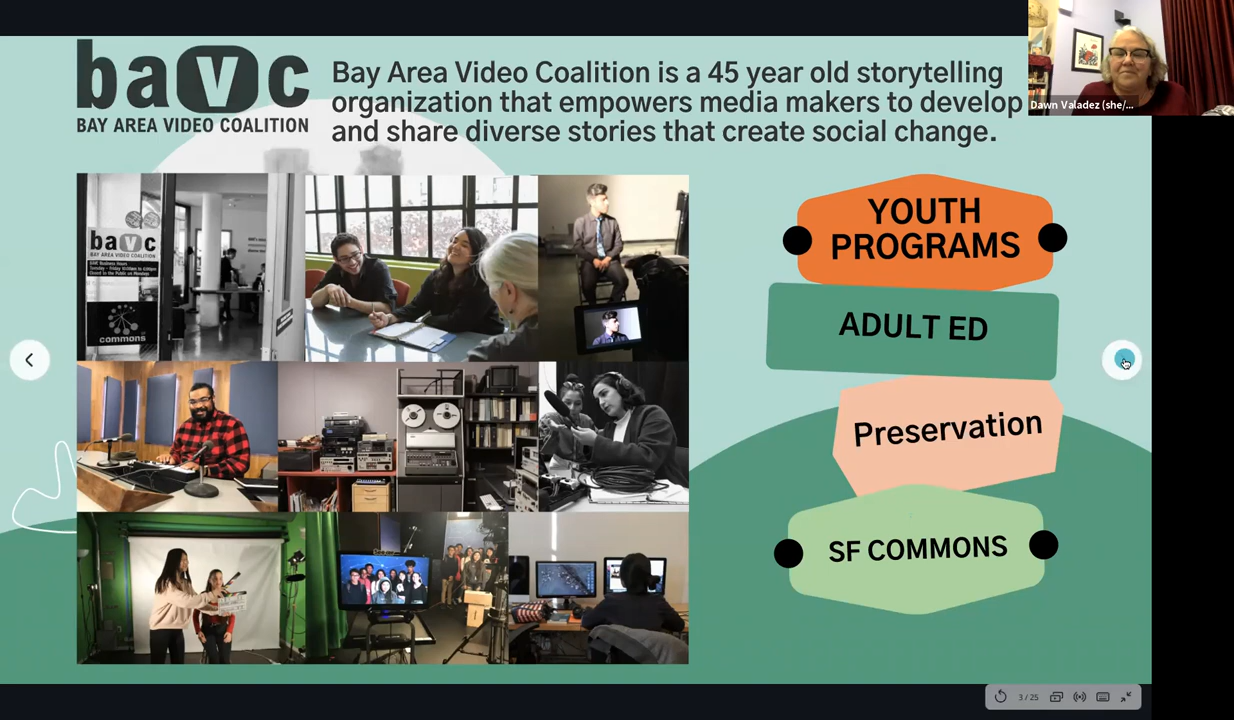 bavc
BAY AREA VIDEO COALITION
Bay Area Video Coalition is a 45 year old storytelling
organization that empowers media makers to develop
and share diverse stories that create social change.
Dawn Valadez (she/...
bavc
BAY AREA VIDEO COALITION
commons
YOUTH
PROGRAMS
ADULT ED
Preservation
SF COMMONS
3 / 25